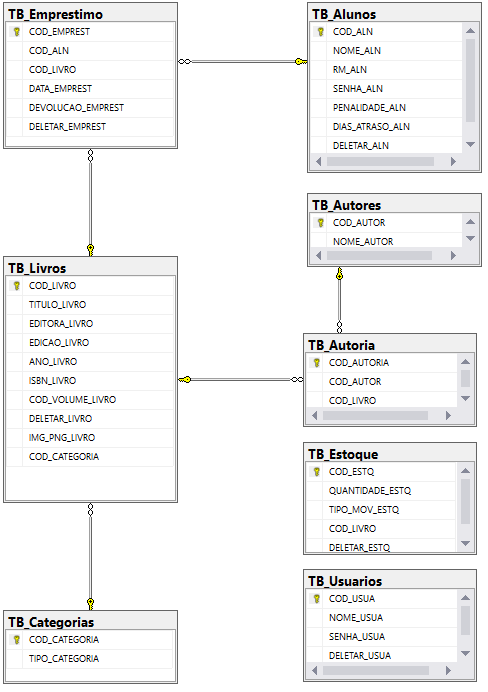 TB_Emprestimo
COD_EMPREST
COD_ALN
COD_LIVRO
DATA_EMPREST
DEVOLUCAO_EMPREST
DELETAR_EMPREST
TB_Alunos
COD_ALN
NOME_ALN
RM_ALN
SENHA_ALN
PENALIDADE_ALN
DIAS_ATRASO_ALN
DELETAR_ALN
TB_Autores
COD_AUTOR
NOME_AUTOR
TB_Livros
COD_LIVRO
TITULO_LIVRO
EDITORA_LIVRO
EDICAO_LIVRO
ANO_LIVRO
ISBN_LIVRO
COD_VOLUME_LIVRO
DELETAR_LIVRO
IMG_PNG_LIVRO
COD_CATEGORIA
TB_Autoria
COD_AUTORIA
COD_AUTOR
COD_LIVRO
TB_Estoque
COD_ESTQ
QUANTIDADE_ESTQ
TIPO_MOV_ESTQ
COD_LIVRO
DELETAR_ESTQ
TB_Categorias
COD_CATEGORIA
TIPO_CATEGORIA
TB_Usuarios
COD_USUA
NOME_USUA
SENHA_USUA
DELETAR_USUA